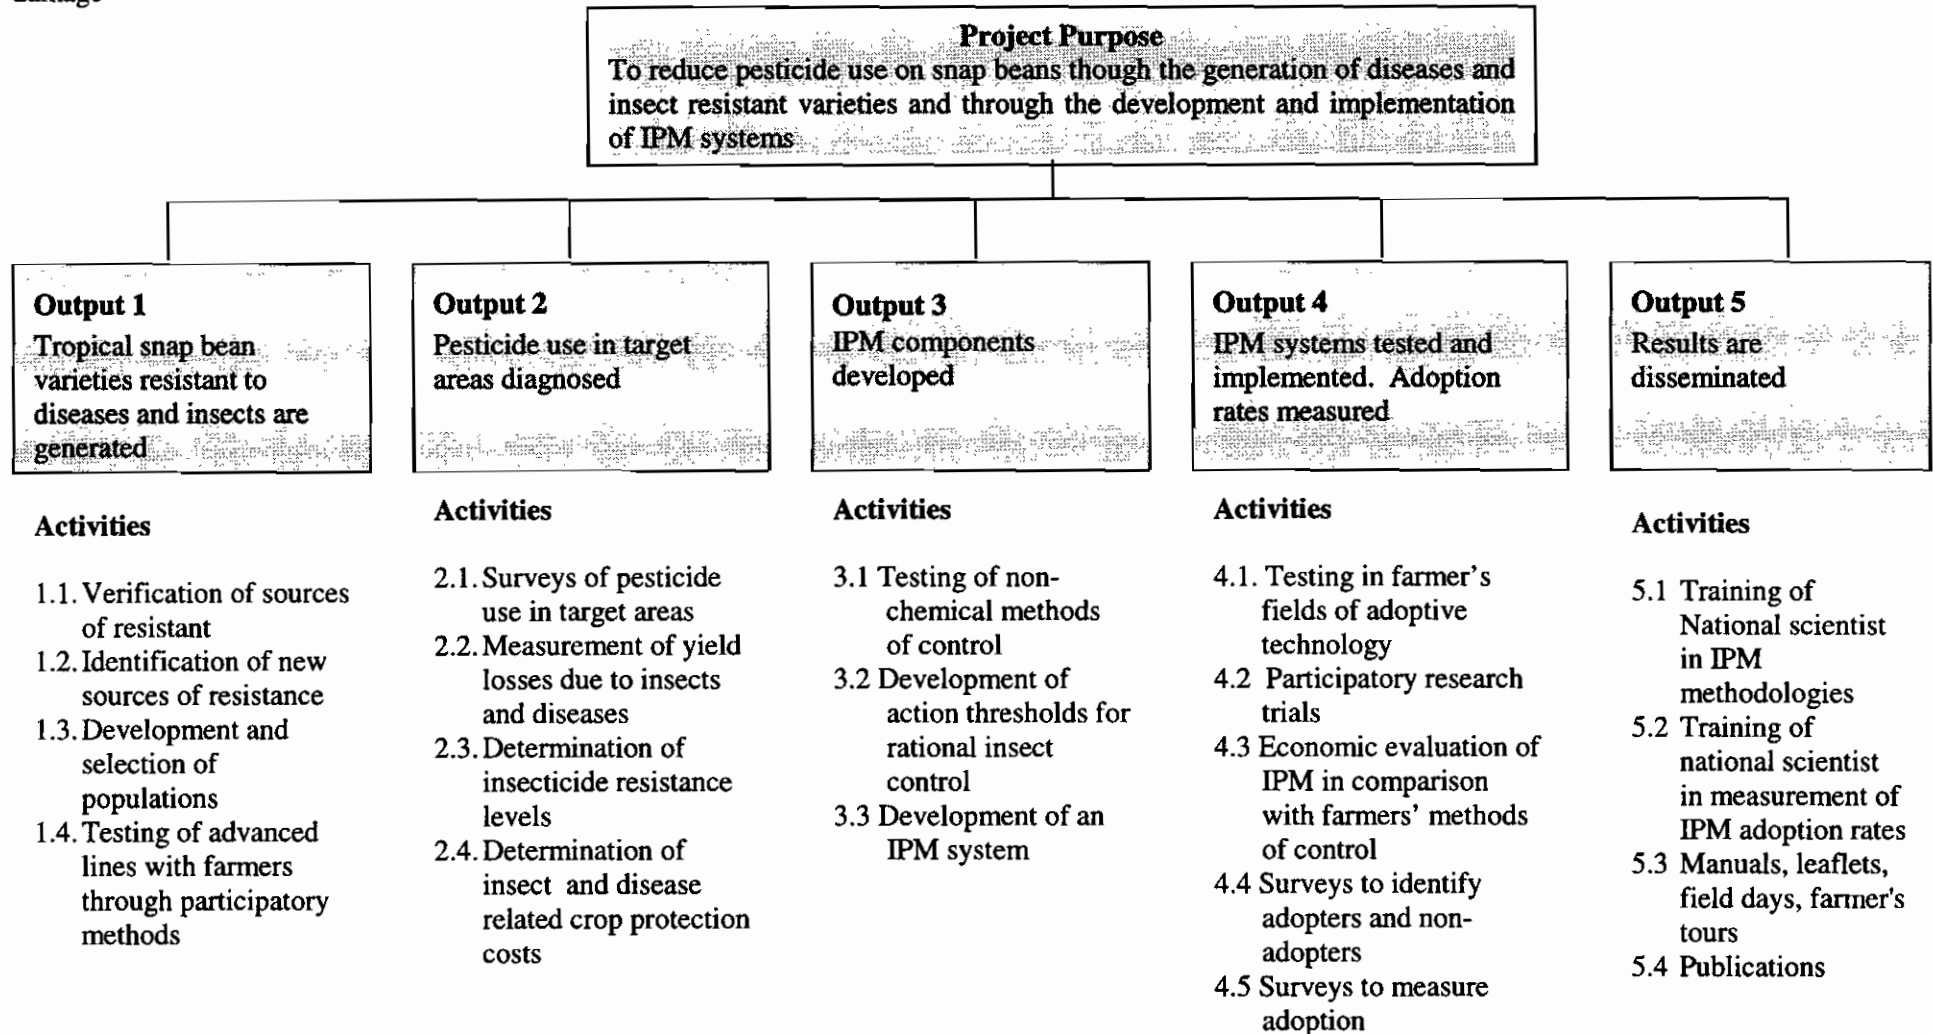 Project Purpose
To reduce pesticide use on snap beans though the generation of diseases and
insect resistant varieties and through the development and implementation
of IPM systems
Output 1
Tropical snap bean
varieties resistant to
diseases and insects are
generated
Activities
1.1. Verification of sources
of resistant
1.2. Identification of new
sources of resistance
1.3. Development and
selection of
populations
1.4. Testing of advanced
lines with farmers
through participatory
methods
Output 2
Pesticide use in target
areas diagnosed
Activities
2.1. Surveys of pesticide
use in target areas
2.2. Measurement of yield
losses due to insects
and diseases
2.3. Determination of
insecticide resistance
levels
2.4. Determination of
insect and disease
related crop protection
costs
Output 3
IPM components
developed
Activities
3.1 Testing of non-
chemical methods
of control
3.2 Development of
action thresholds for
rational insect
control
3.3 Development of an
IPM system
Output 4
IPM systems tested and
implemented. Adoption
rates measured
Activities
4.1. Testing in farmer's
fields of adoptive
technology
4.2 Participatory research
trials
4.3 Economic evaluation of
IPM in comparison
with farmers' methods
of control
4.4 Surveys to identify
adopters and non-
adopters
4.5 Surveys to measure
adoption
Output 5
Results are
disseminated
Activities
5.1 Training of
National scientist
in IPM
methodologies
5.2 Training of
national scientist
in measurement of
IPM adoption rates
5.3 Manuals, leaflets,
field days, farmer's
tours
5.4 Publications